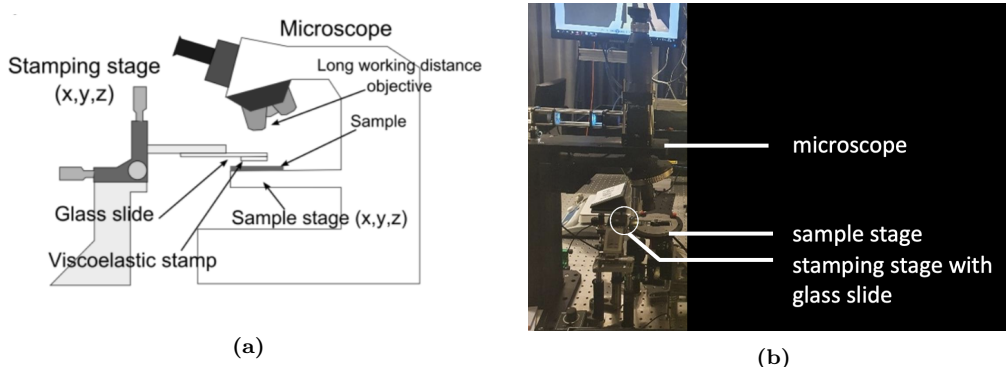 Microscope
Stamping stage
(x,y,z)
Long working distance
objective
Sample
Glass slide
Sample stage (x,y,z)
Viscoelastic stamp
(a)
microscope
sample stage
stamping stage with
glass slide
(b)